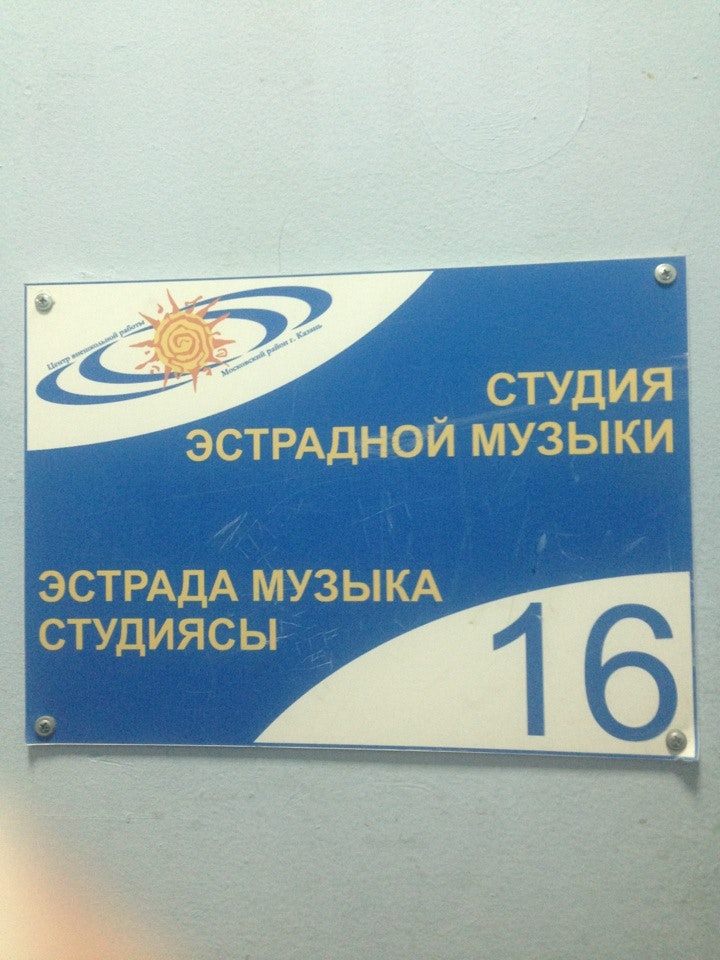 Центр внешкольной работы
Московский район г. Казань
СТУДИЯ
ЭСТРАДНОЙ МУЗЫКИ
ЭСТРАДА МУЗЫКА
СТУДИЯСЫ
16